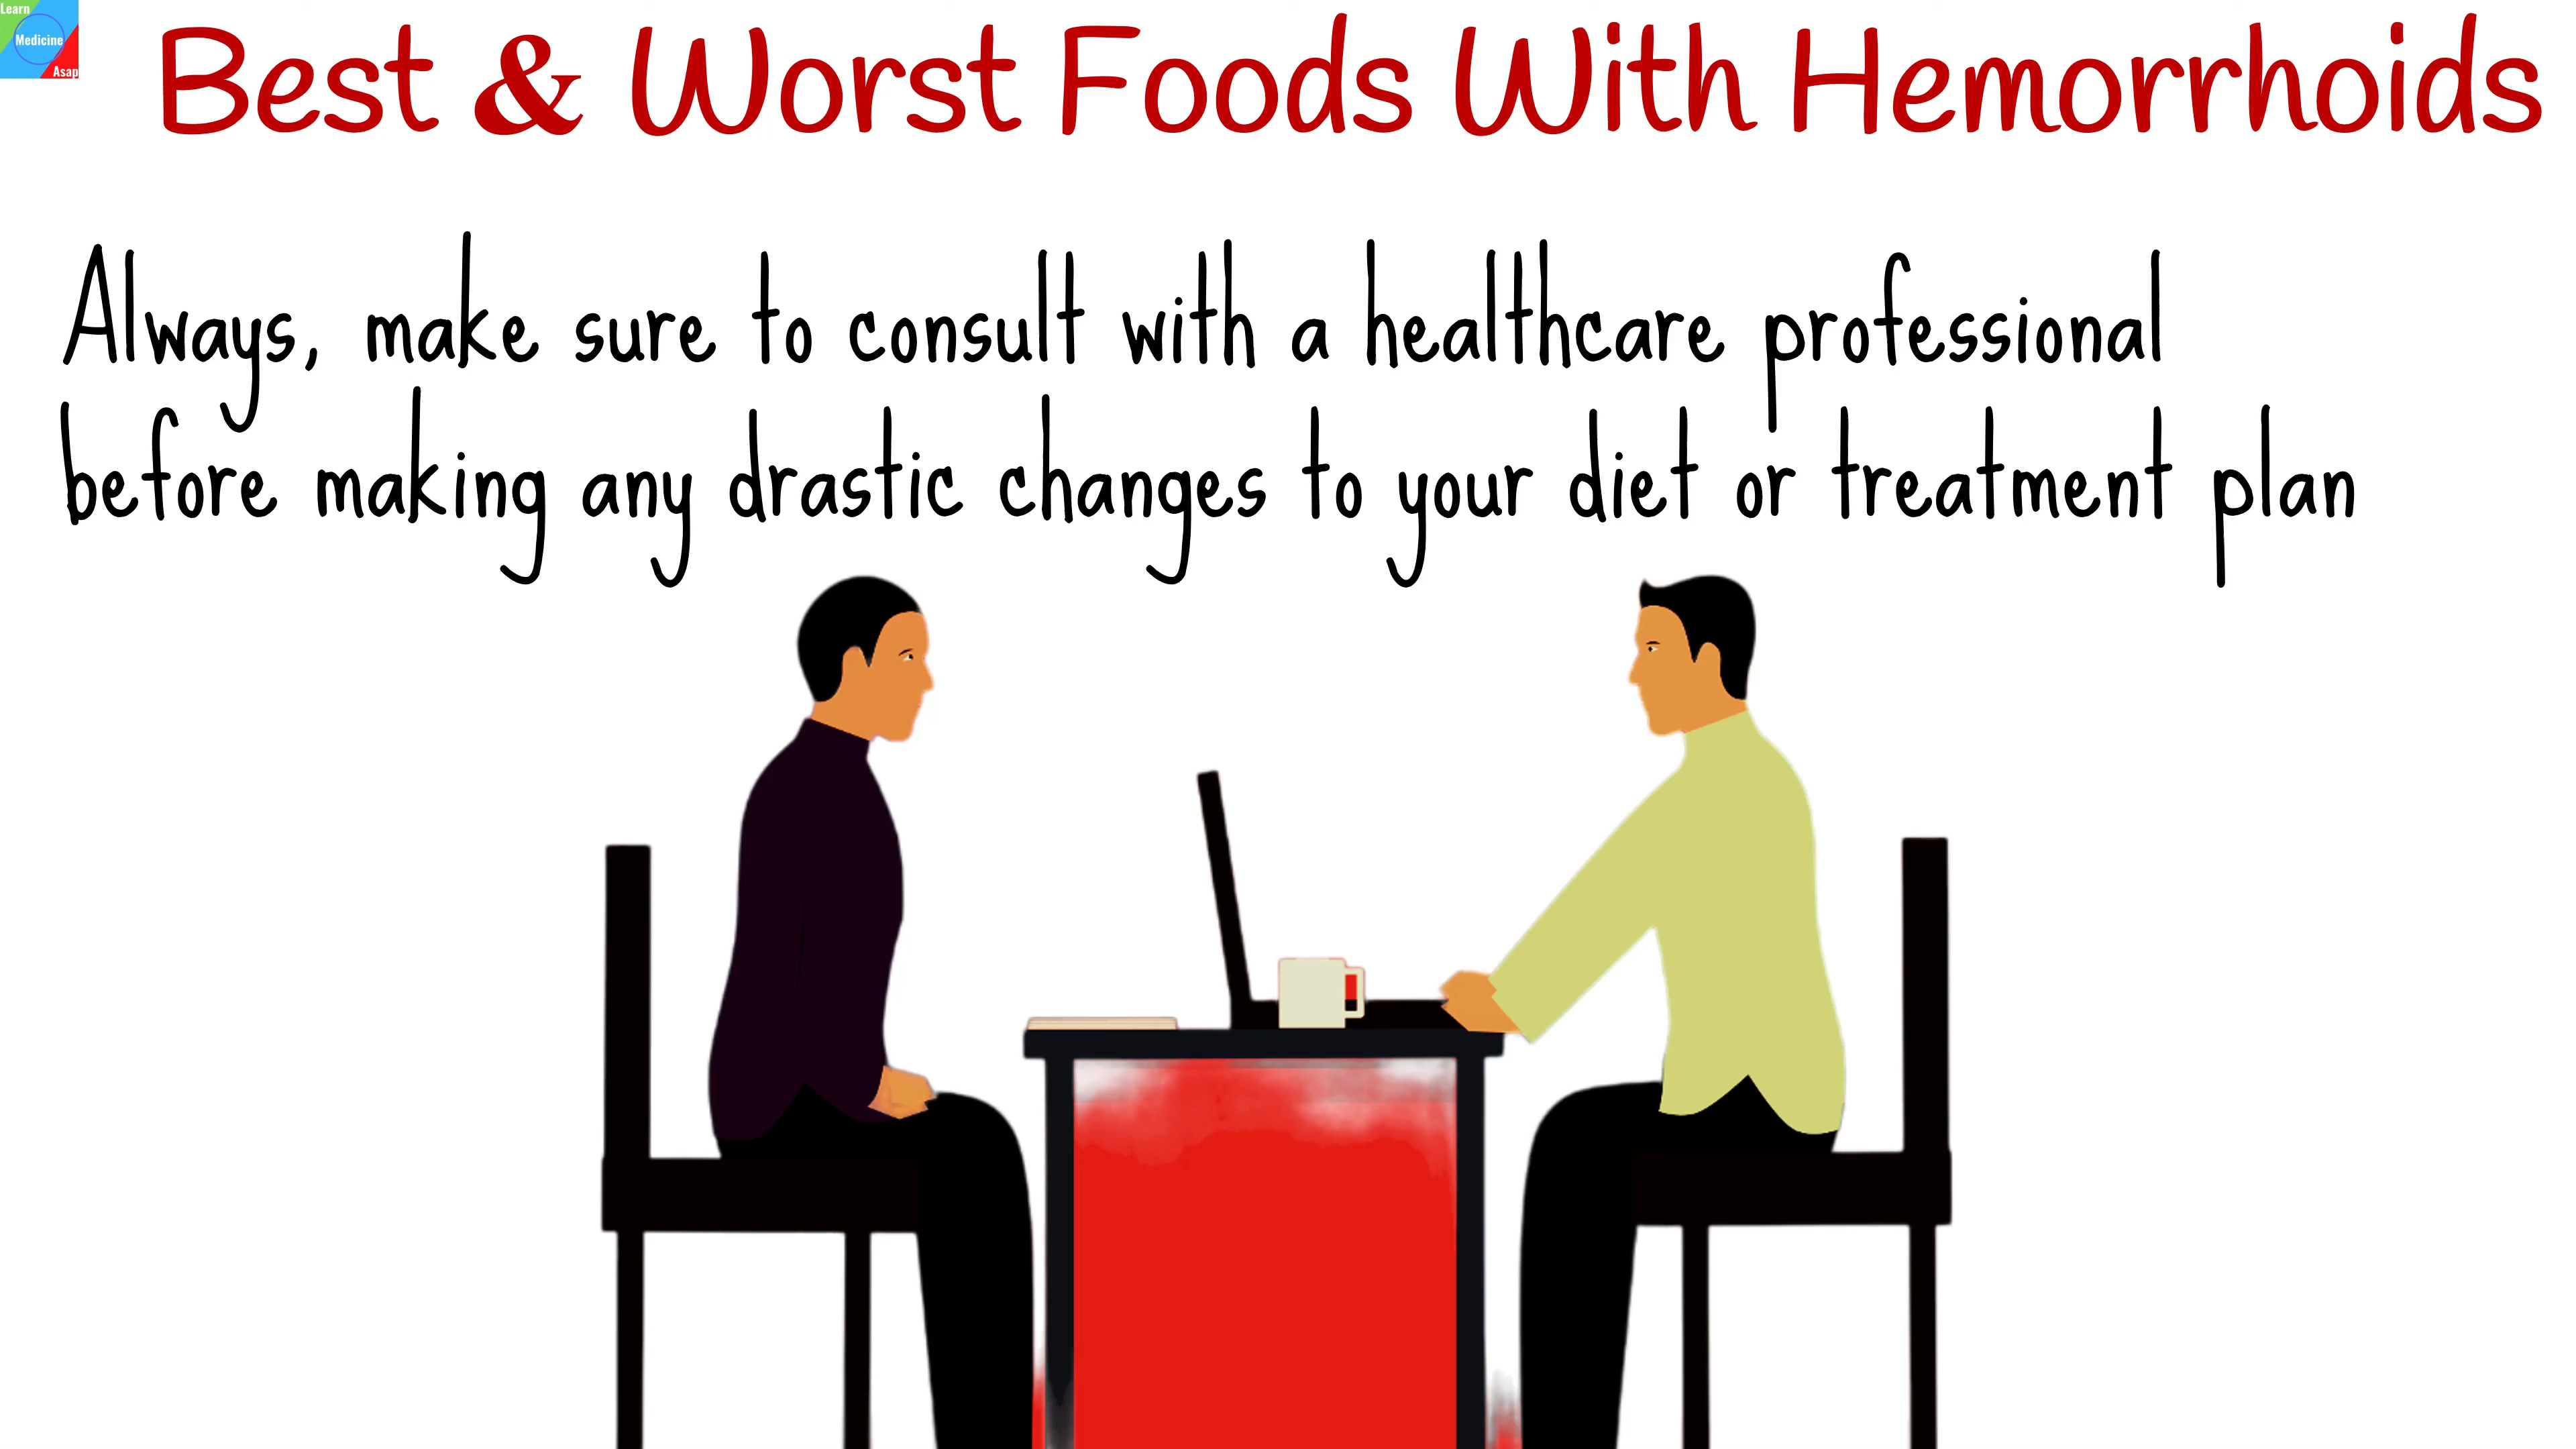 Learn
Medicine
Asap
Best & Worst Foods With Hemorrhoids
Always, make sure to consult with a healthcare professional
before making any drastic changes to your diet or treatment plan